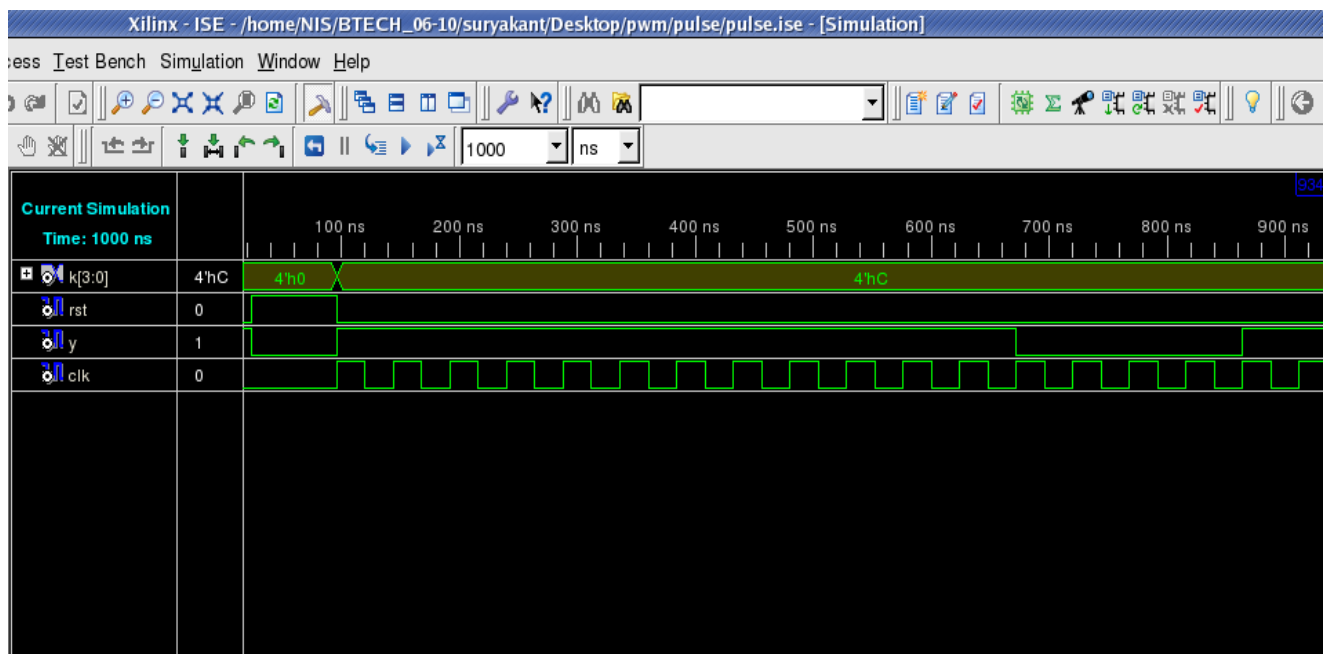 Xilinx - ISE - /home/NIS/BTECH_06-10/suryakant/Desktop/pwm/pulse/pulse.ise - [Simulation]
cess Test Bench Simulation Window Help
1000 ns
934
Current Simulation
Time: 1000 ns
100 ns 200 ns 300 ns 400 ns 500 ns 600 ns 700 ns 800 ns 900 ns
k[3:0] 4'hC 4'h0 4'hC
rst 0
y 1
clk 0